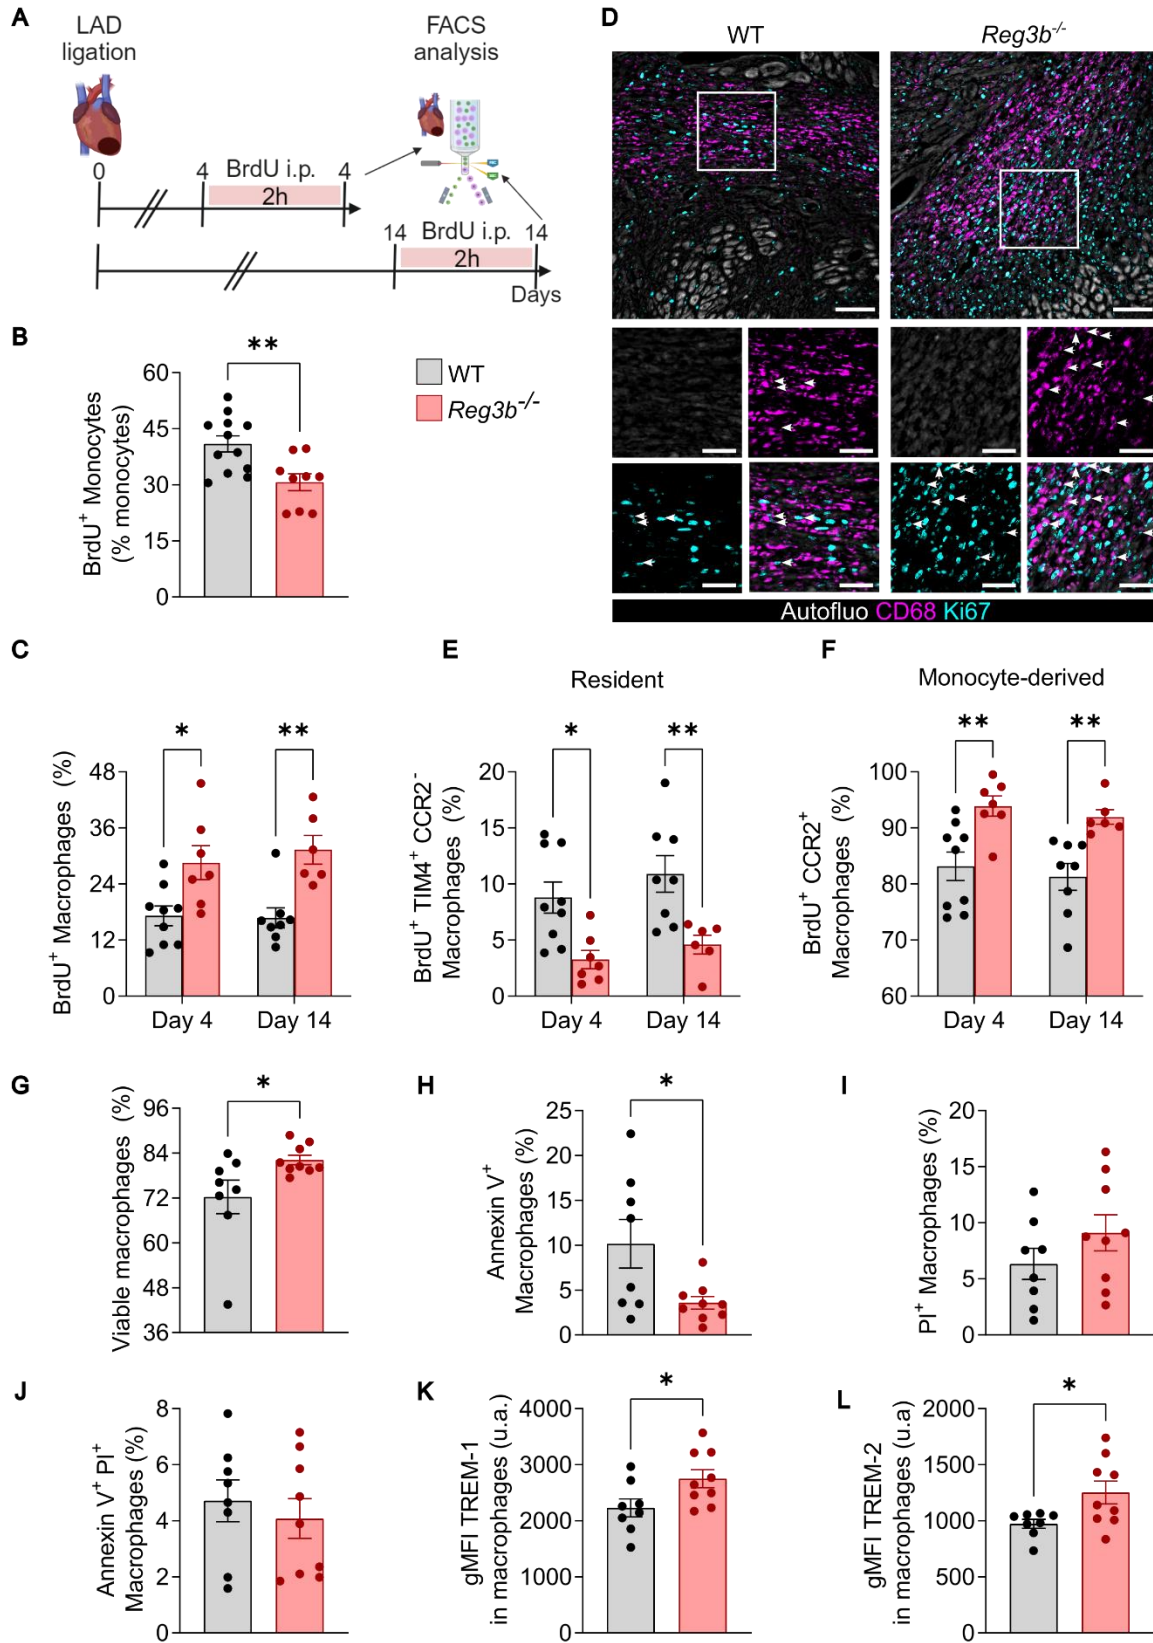 A
LAD
ligation
FACS
analysis
0
4
BrdU i.p.
4
2h
14
BrdU i.p.
14
2h
Days
B
**
60
45
30
15
0
BrdU⁺ Monocytes
(% monocytes)
WT
Reg3b⁻/⁻
D
WT
Reg3b⁻/⁻
Autofluo CD68 Ki67
C
*
**
48
36
24
12
0
BrdU⁺ Macrophages (%)
Day 4
Day 14
E
Resident
*
**
20
15
10
5
0
BrdU⁺ TIM4⁺ CCR2⁻
Macrophages (%)
Day 4
Day 14
F
Monocyte-derived
**
**
100
90
80
70
60
BrdU⁺ CCR2⁺
Macrophages (%)
Day 4
Day 14
G
*
96
84
72
60
48
36
Viable macrophages (%)
H
*
25
20
15
10
5
0
Annexin V⁺
Macrophages (%)
I
20
15
10
5
0
PI⁺ Macrophages (%)
J
8
6
4
2
0
Annexin V⁺ PI⁺
Macrophages (%)
K
*
4000
3000
2000
1000
0
gMFI TREM-1
in macrophages (u.a.)
L
*
2000
1500
1000
500
0
gMFI TREM-2
in macrophages (u.a)